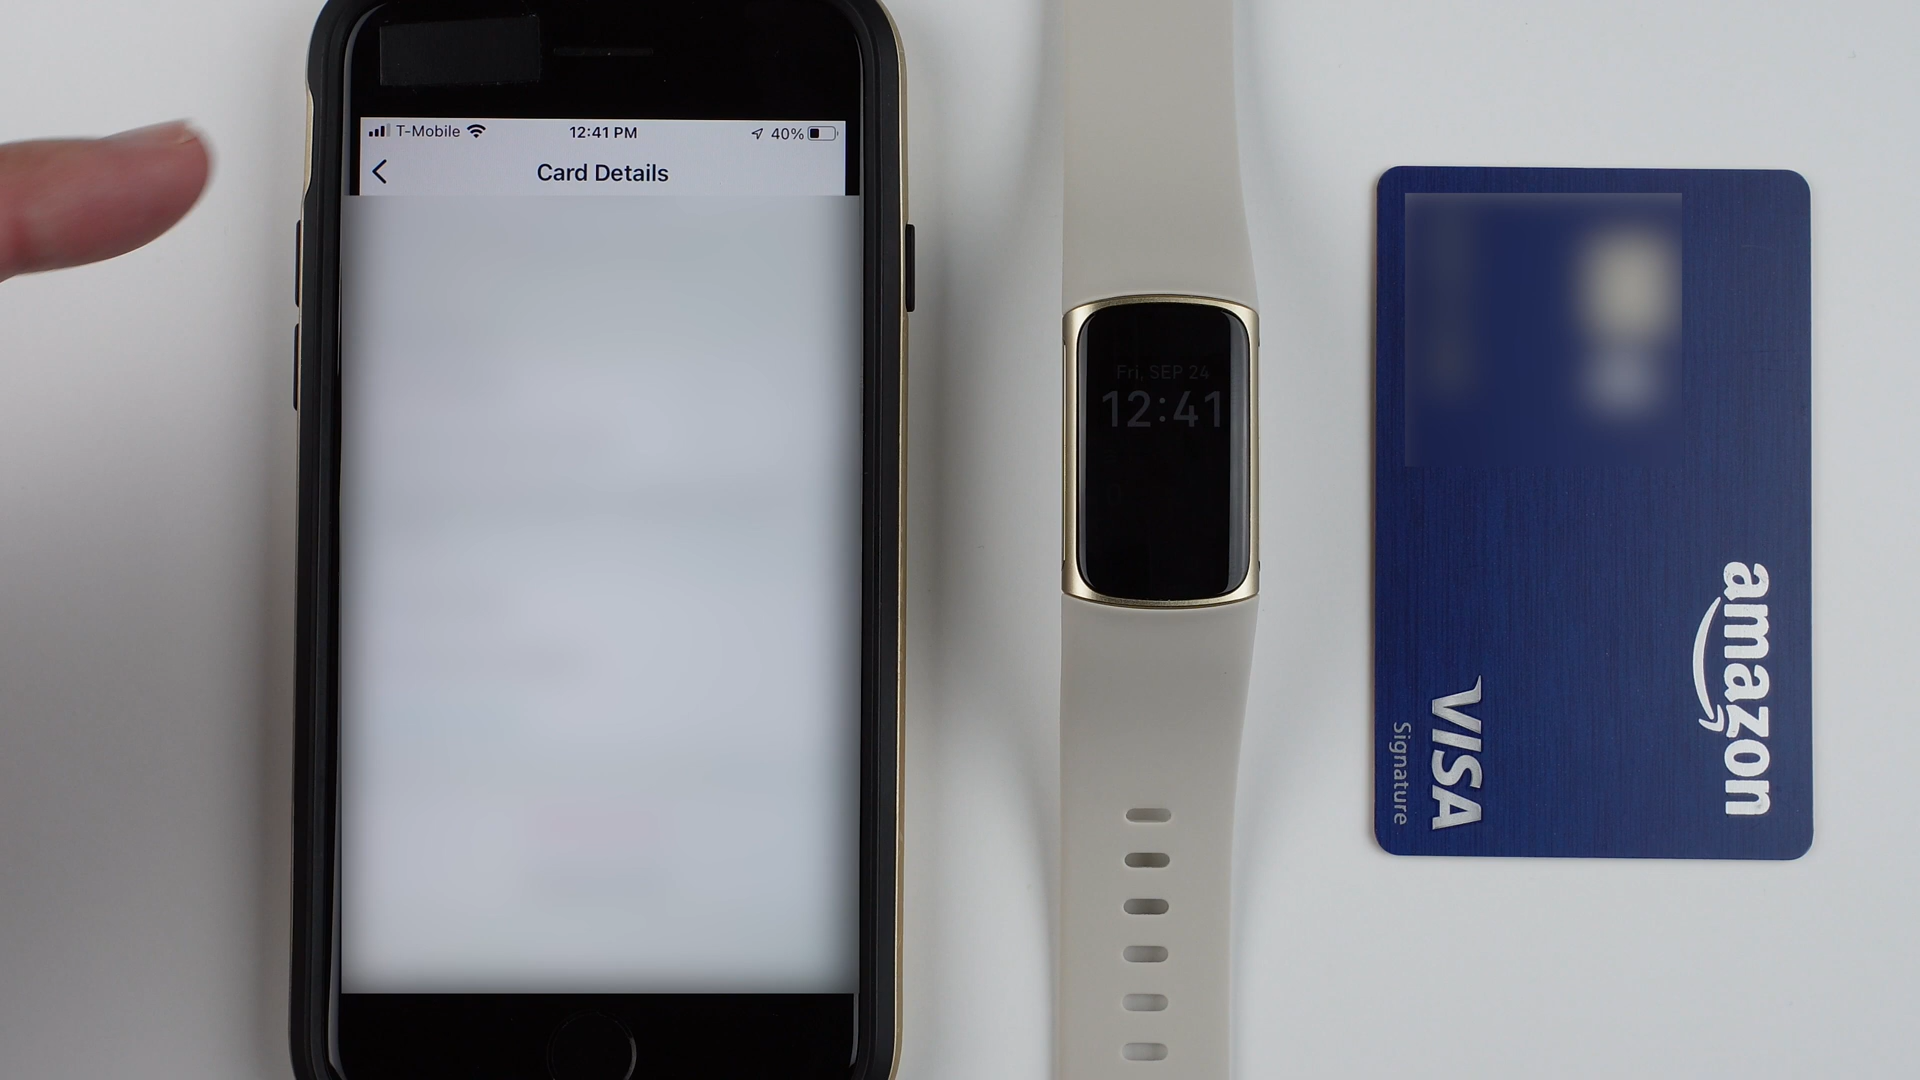 T-Mobile 12:41 PM 40%
Card Details
Fri, SEP 24
12:41
amazon
VISA
Signature